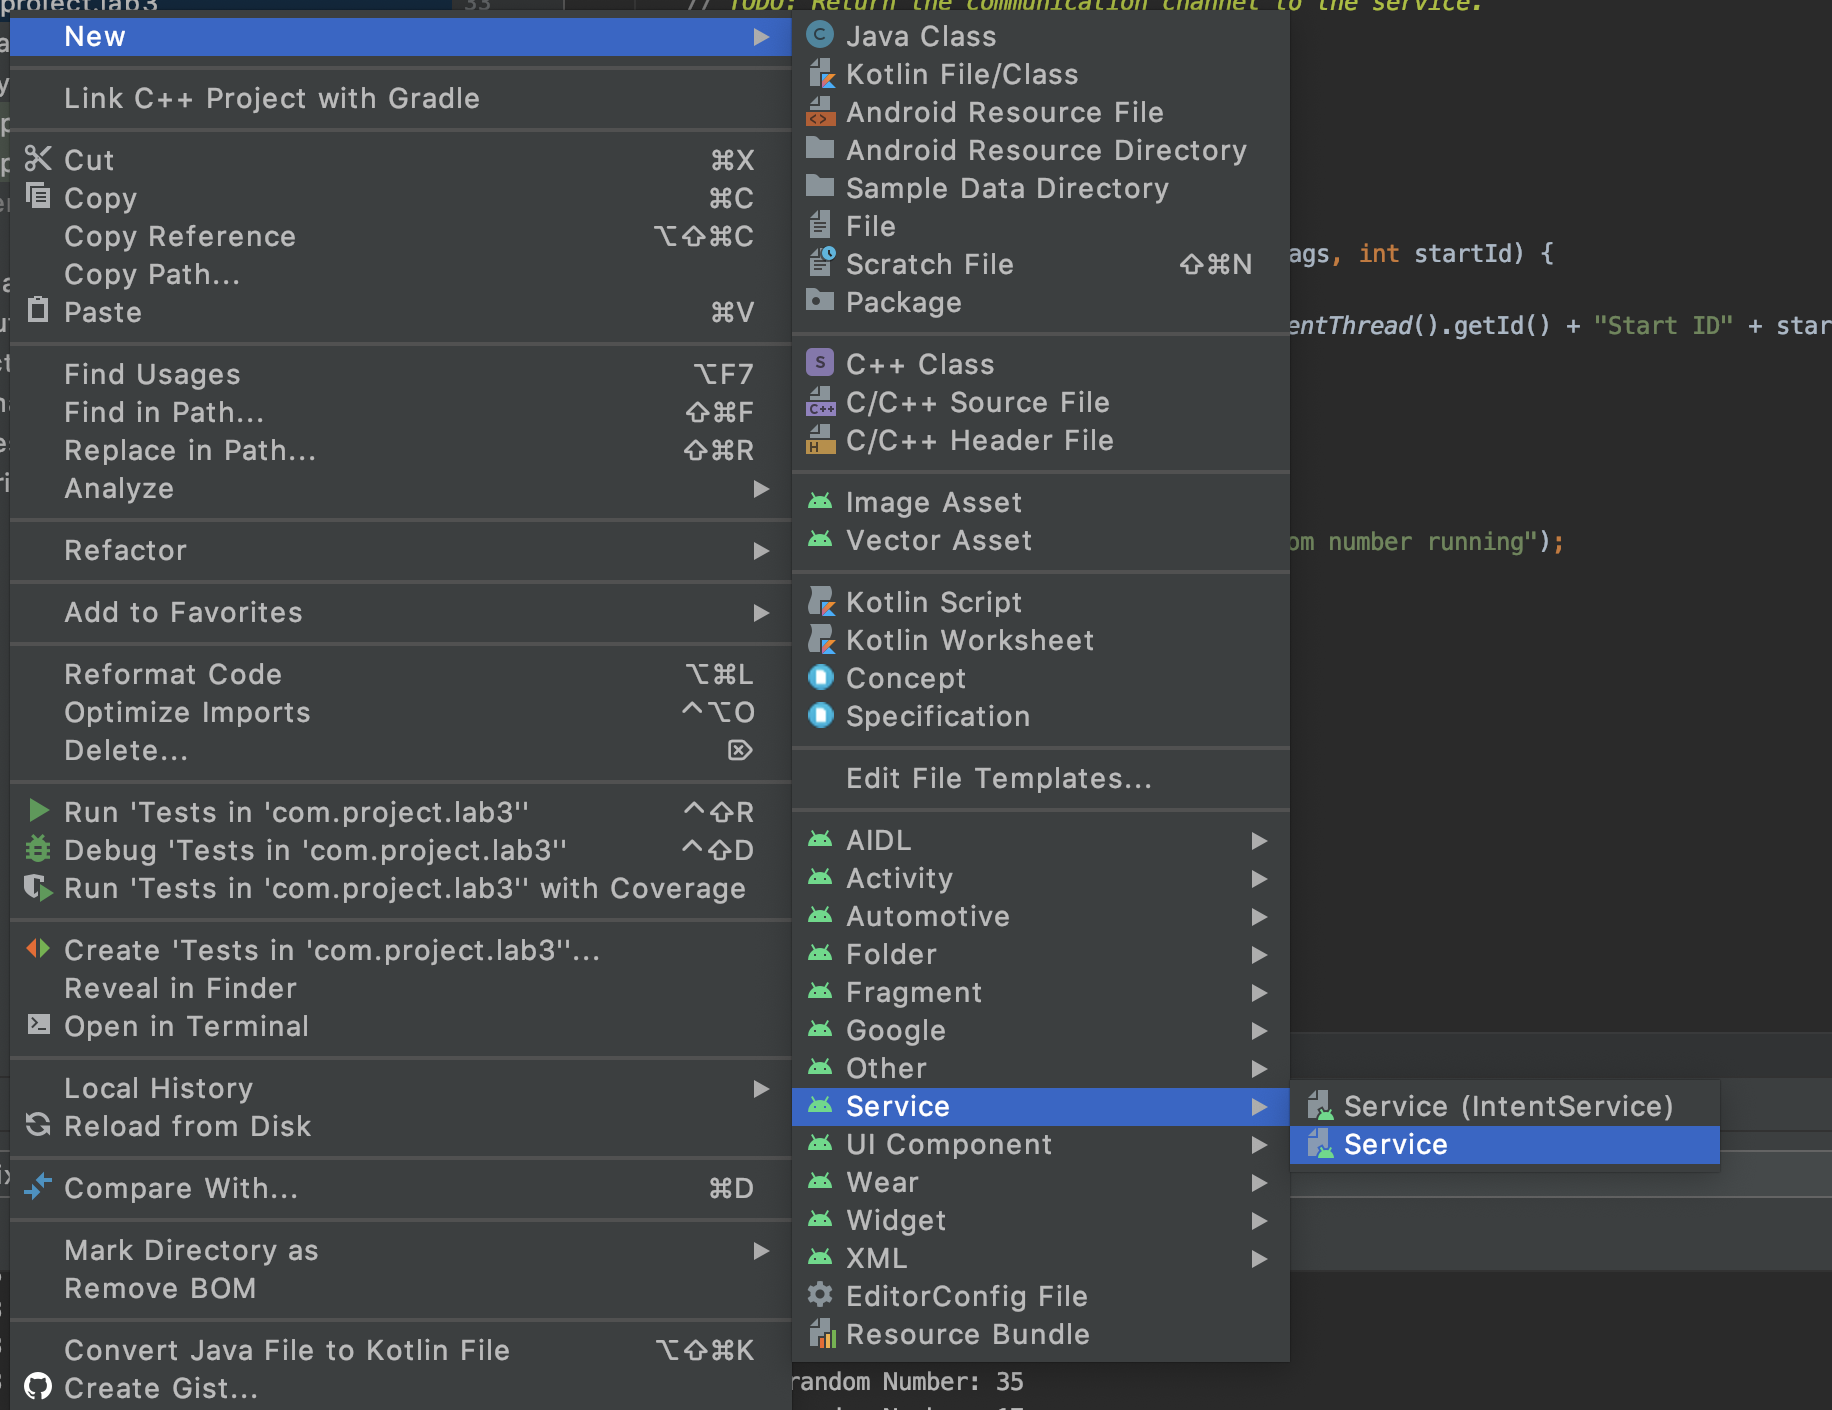 project.lab3
33
// TODO: Return the communication channel to the service.
New
Link C++ Project with Gradle
Cut ⌘X
Copy ⌘C
Copy Reference ⌥⇧⌘C
Copy Path...
Paste ⌘V
Find Usages ⌥F7
Find in Path... ⇧⌘F
Replace in Path... ⇧⌘R
Analyze
Refactor
Add to Favorites
Reformat Code ⌥⌘L
Optimize Imports ^⌥O
Delete... ⌦
Run 'Tests in 'com.project.lab3'' ^⇧R
Debug 'Tests in 'com.project.lab3'' ^⇧D
Run 'Tests in 'com.project.lab3'' with Coverage
Create 'Tests in 'com.project.lab3''...
Reveal in Finder
Open in Terminal
Local History
Reload from Disk
Compare With... ⌘D
Mark Directory as
Remove BOM
Convert Java File to Kotlin File ⌥⇧⌘K
Create Gist...
Java Class
Kotlin File/Class
Android Resource File
Android Resource Directory
Sample Data Directory
File
Scratch File ⇧⌘N
Package
C++ Class
C/C++ Source File
C/C++ Header File
Image Asset
Vector Asset
Kotlin Script
Kotlin Worksheet
Concept
Specification
Edit File Templates...
AIDL
Activity
Automotive
Folder
Fragment
Google
Other
Service
UI Component
Wear
Widget
XML
EditorConfig File
Resource Bundle
Service (IntentService)
Service
ags, int startId) {
entThread().getId() + "Start ID" + star
om number running");
random Number: 35